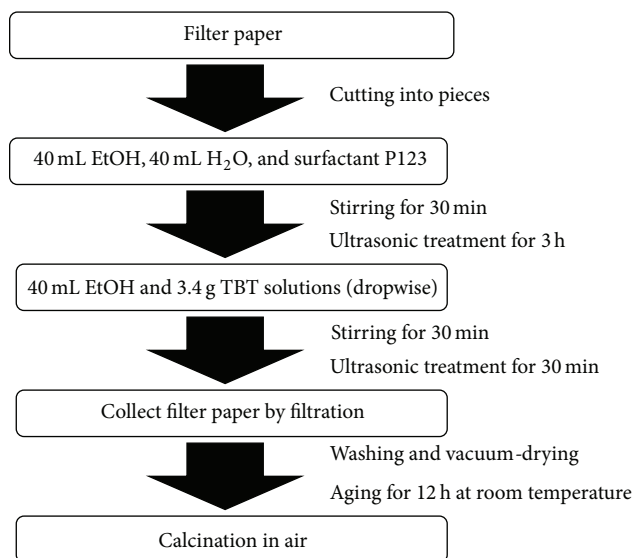 Filter paper
Cutting into pieces
40 mL EtOH, 40 mL H₂O, and surfactant P123
Stirring for 30 min
Ultrasonic treatment for 3 h
40 mL EtOH and 3.4 g TBT solutions (dropwise)
Stirring for 30 min
Ultrasonic treatment for 30 min
Collect filter paper by filtration
Washing and vacuum-drying
Aging for 12 h at room temperature
Calcination in air